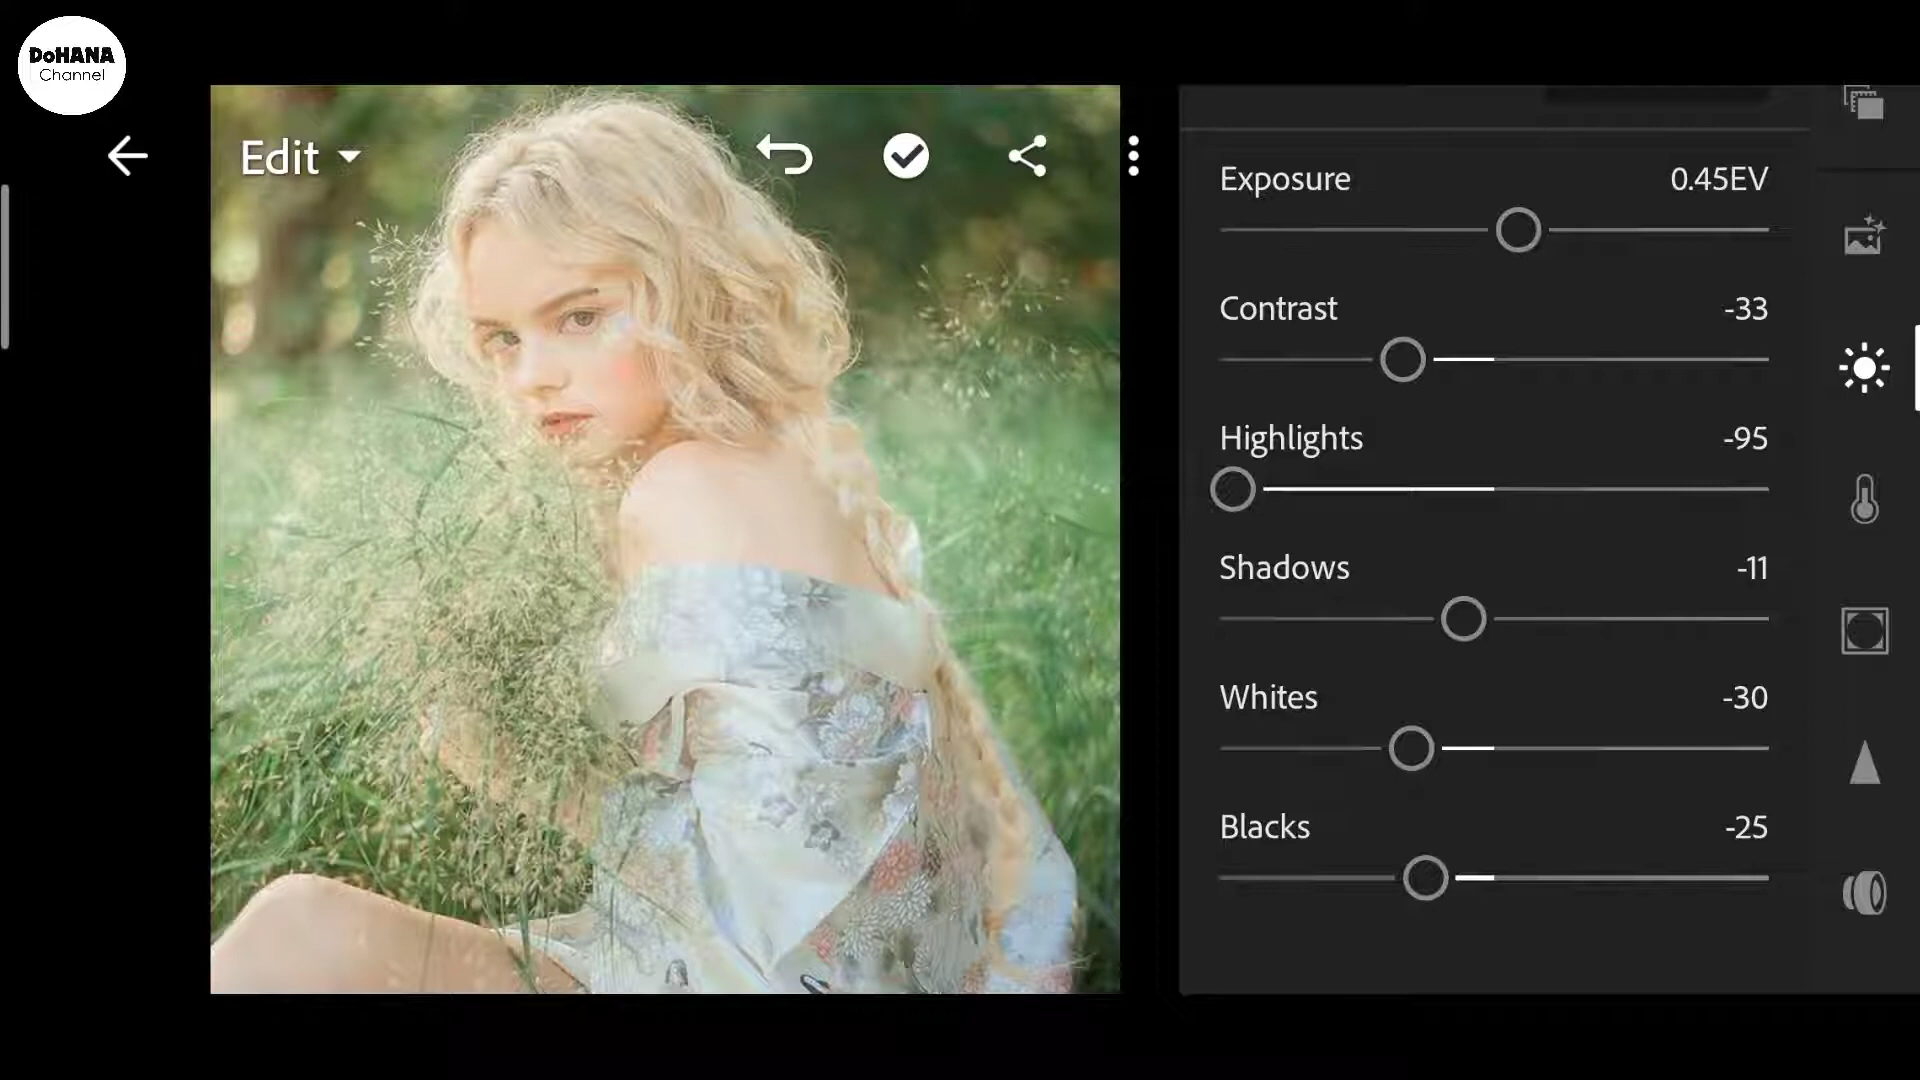 DoHANA
Channel
Edit
Exposure 0.45EV
Contrast -33
Highlights -95
Shadows -11
Whites -30
Blacks -25